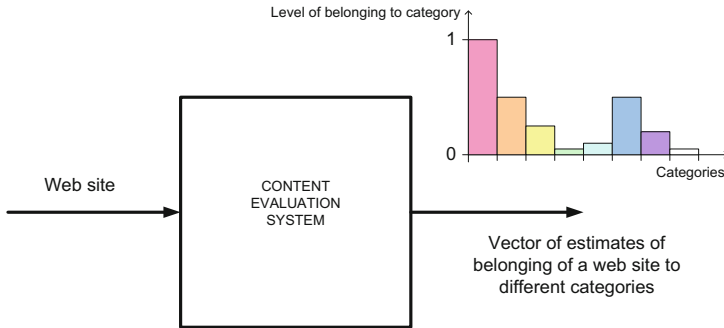 Level of belonging to category
1
0
Categories
Web site
CONTENT
EVALUATION
SYSTEM
Vector of estimates of
belonging of a web site to
different categories